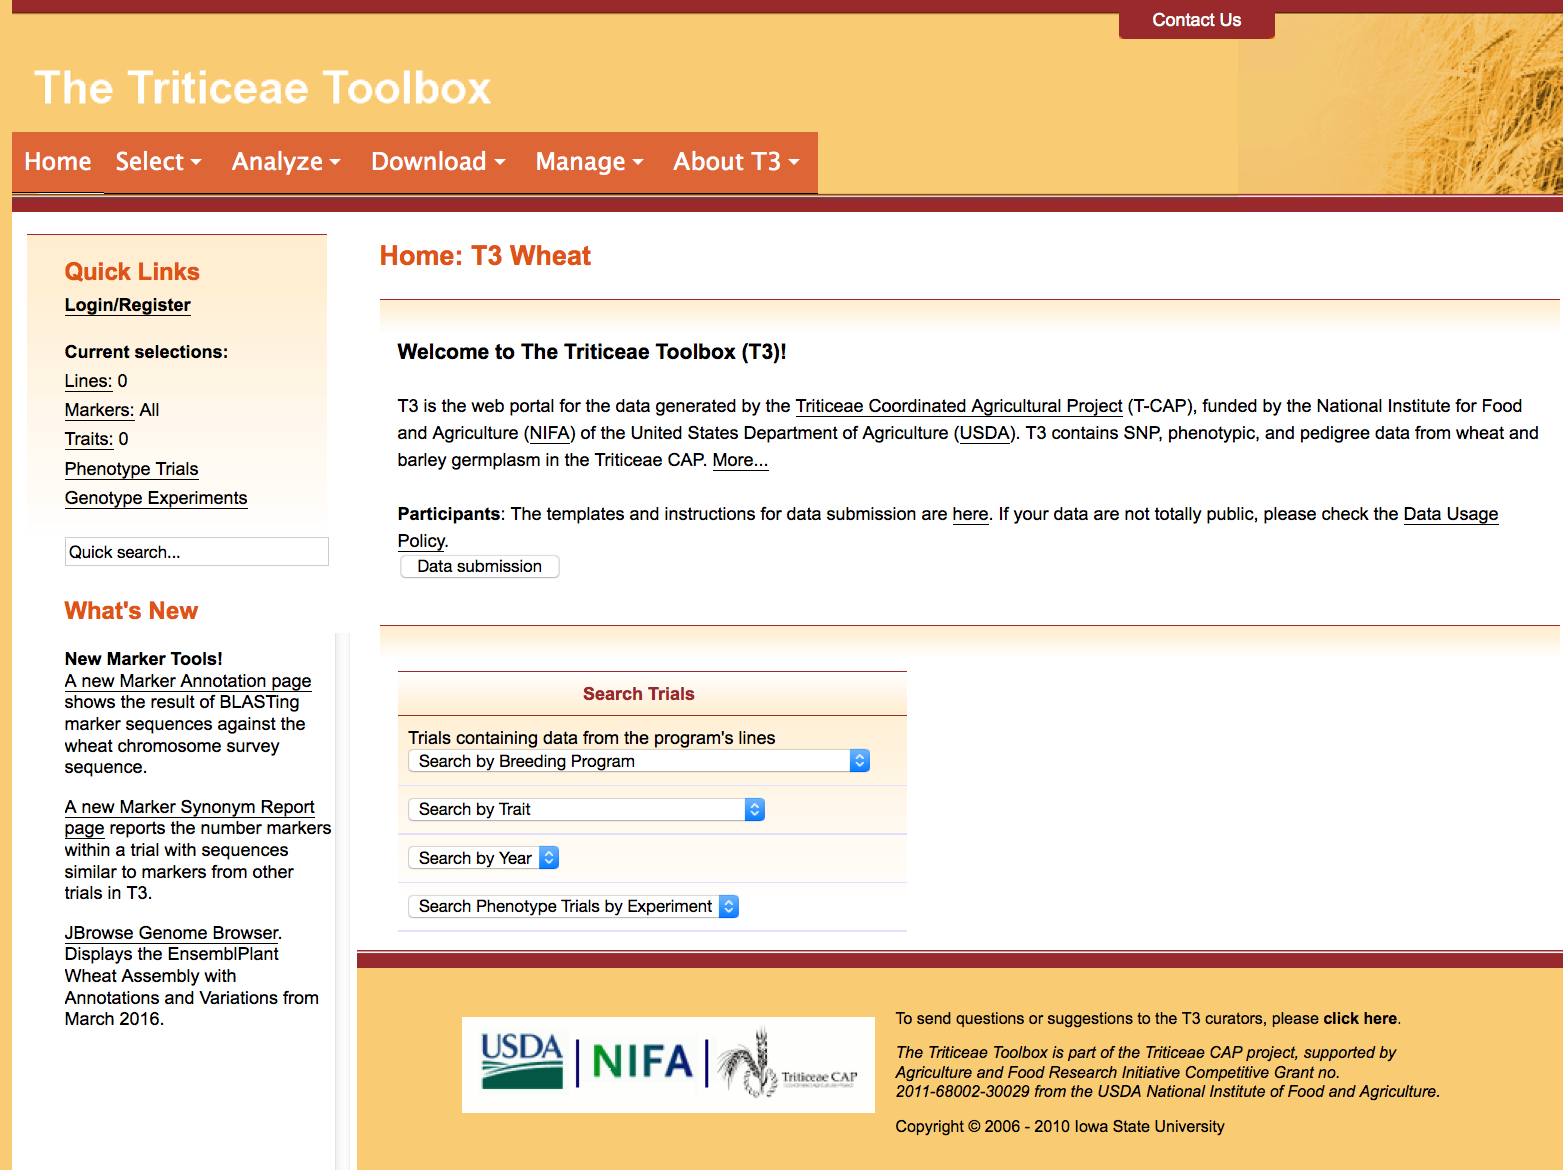 Contact Us
The Triticeae Toolbox
Home Select Analyze Download Manage About T3
Quick Links
Login/Register
Current selections:
Lines: 0
Markers: All
Traits: 0
Phenotype Trials
Genotype Experiments
Quick search...
What's New
New Marker Tools!
A new Marker Annotation page
shows the result of BLASTing
marker sequences against the
wheat chromosome survey
sequence.
A new Marker Synonym Report
page reports the number markers
within a trial with sequences
similar to markers from other
trials in T3.
JBrowse Genome Browser.
Displays the EnsemblPlant
Wheat Assembly with
Annotations and Variations from
March 2016.
Home: T3 Wheat
Welcome to The Triticeae Toolbox (T3)!
T3 is the web portal for the data generated by the Triticeae Coordinated Agricultural Project (T-CAP), funded by the National Institute for Food
and Agriculture (NIFA) of the United States Department of Agriculture (USDA). T3 contains SNP, phenotypic, and pedigree data from wheat and
barley germplasm in the Triticeae CAP. More...
Participants: The templates and instructions for data submission are here. If your data are not totally public, please check the Data Usage
Policy.
Data submission
Search Trials
Trials containing data from the program's lines
Search by Breeding Program
Search by Trait
Search by Year
Search Phenotype Trials by Experiment
USDA NIFA Triticeae CAP
To send questions or suggestions to the T3 curators, please click here.
The Triticeae Toolbox is part of the Triticeae CAP project, supported by
Agriculture and Food Research Initiative Competitive Grant no.
2011-68002-30029 from the USDA National Institute of Food and Agriculture.
Copyright © 2006 - 2010 Iowa State University